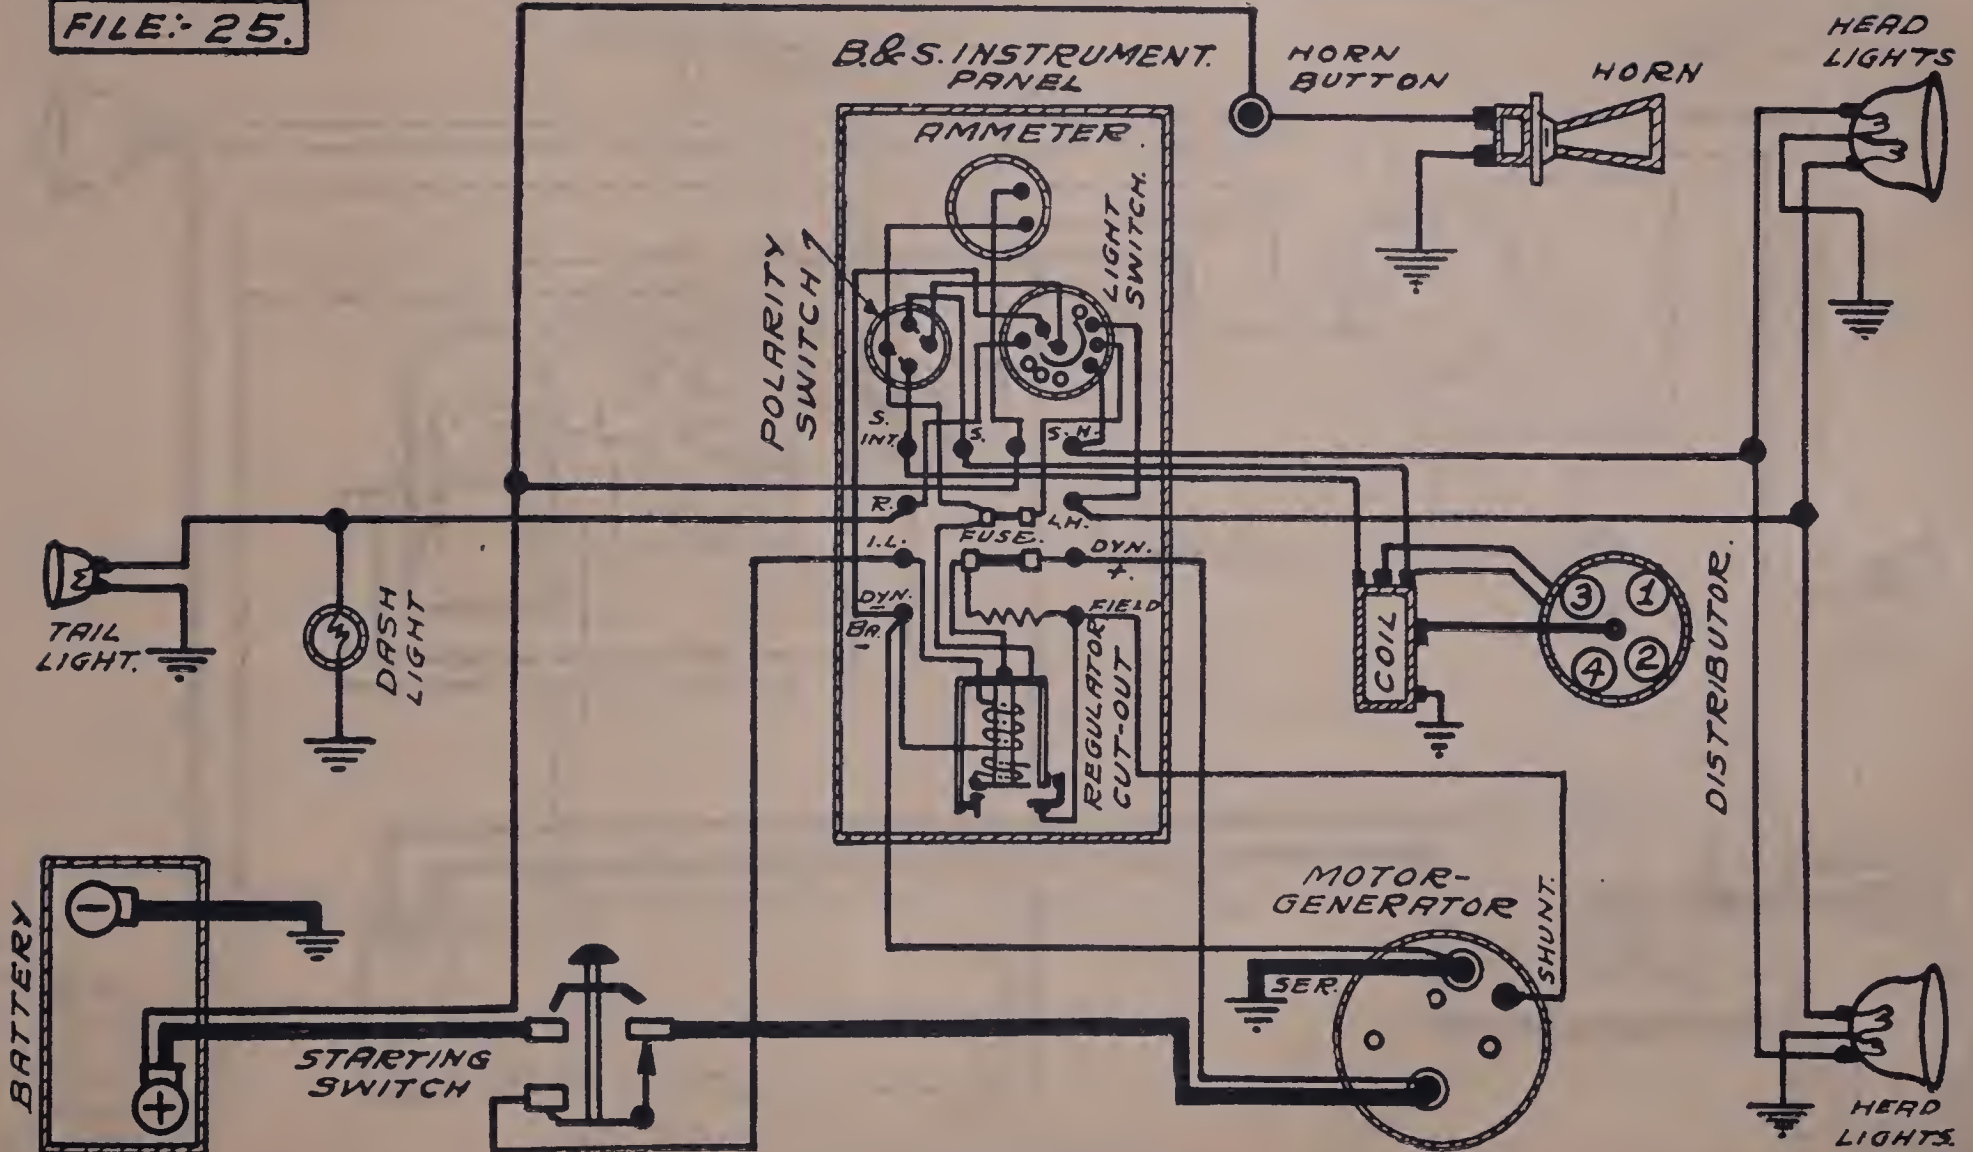 FILE:- 25.
B.&S. INSTRUMENT.
PANEL
HORN
BUTTON
HORN
HEAD
LIGHTS
AMMETER
LIGHT
SWITCH.
POLARITY
SWITCH
S.
INT.
S.
S.H.
R.
L.H.
FUSE.
I.L.
DYN.
+.
DYN.
-
BA.
-
FIELD
REGULATOR
CUT-OUT
TAIL
LIGHT.
DASH
LIGHT
COIL
3
1
4
2
DISTRIBUTOR.
BATTERY
-
+
STARTING
SWITCH
MOTOR-
GENERATOR
SER.
SHUNT.
HEAD
LIGHTS.